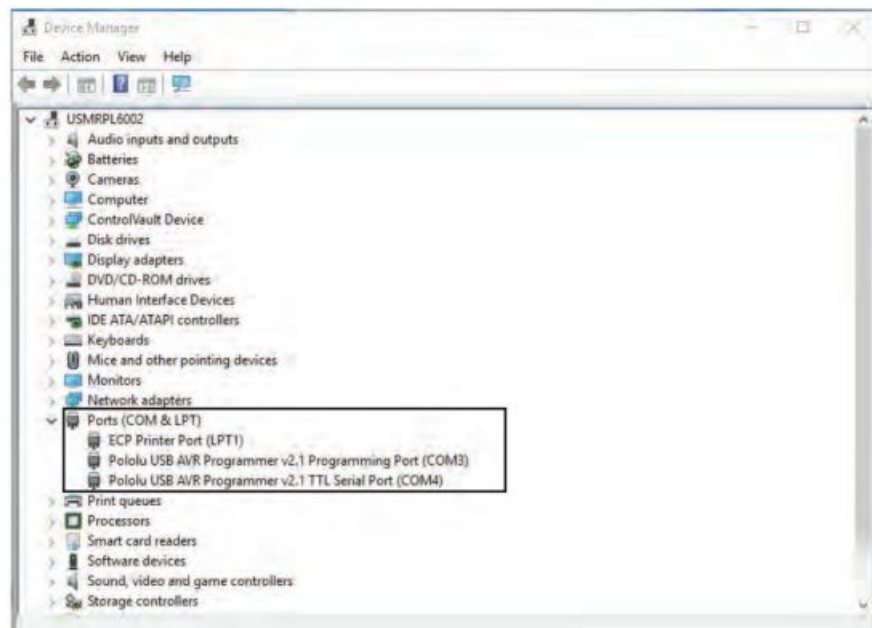 Device Manager
File Action View Help
USMRPL6002
Audio inputs and outputs
Batteries
Cameras
Computer
ControlVault Device
Disk drives
Display adapters
DVD/CD-ROM drives
Human Interface Devices
IDE ATA/ATAPI controllers
Keyboards
Mice and other pointing devices
Monitors
Network adapters
Ports (COM & LPT)
ECP Printer Port (LPT1)
Pololu USB AVR Programmer v2.1 Programming Port (COM3)
Pololu USB AVR Programmer v2.1 TTL Serial Port (COM4)
Print queues
Processors
Smart card readers
Software devices
Sound, video and game controllers
Storage controllers